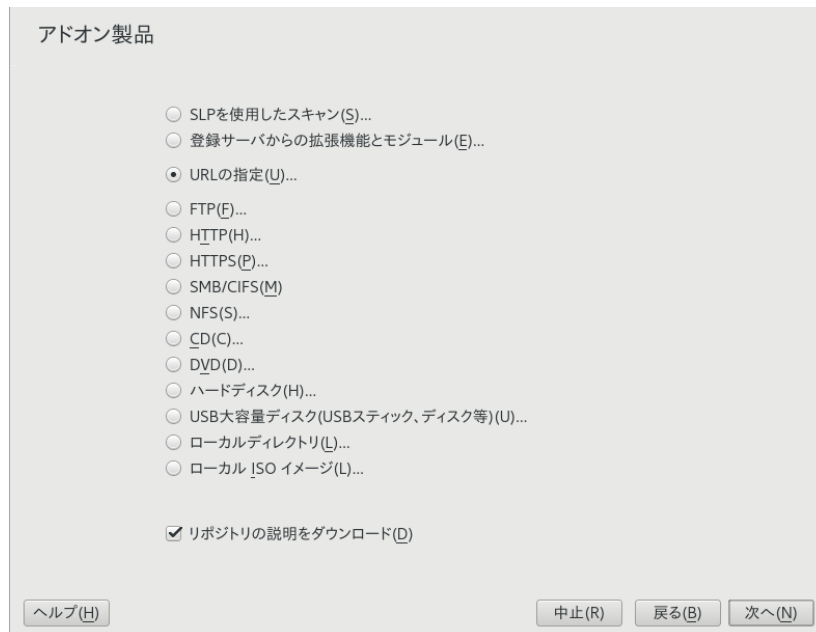 アドオン製品
SLPを使用したスキャン(S)...
登録サーバからの拡張機能とモジュール(E)...
URLの指定(U)...
FTP(F)...
HTTP(H)...
HTTPS(P)...
SMB/CIFS(M)
NFS(S)...
CD(C)...
DVD(D)...
ハードディスク(H)...
USB大容量ディスク(USBスティック、ディスク等)(U)...
ローカルディレクトリ(L)...
ローカル ISO イメージ(L)...
リポジトリの説明をダウンロード(D)
ヘルプ(H) 中止(R) 戻る(B) 次へ(N)